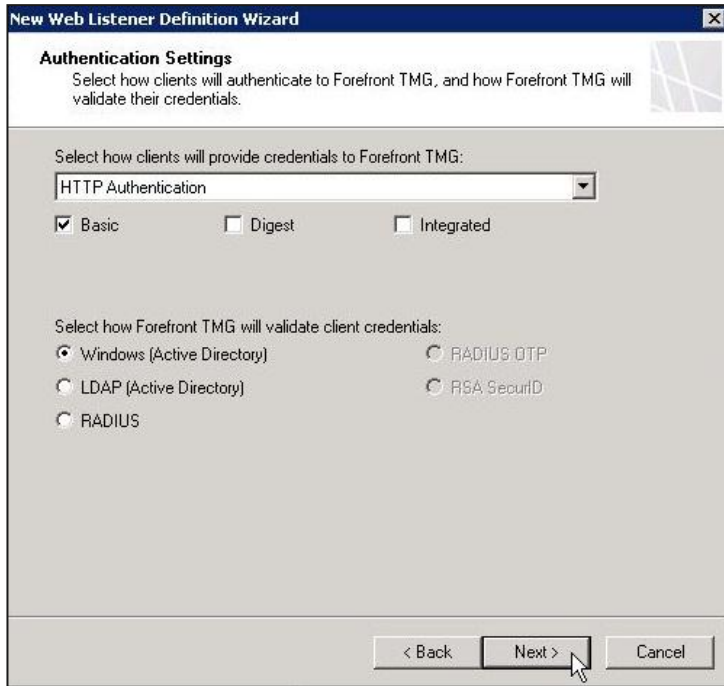 New Web Listener Definition Wizard
Authentication Settings
Select how clients will authenticate to Forefront TMG, and how Forefront TMG will
validate their credentials.
Select how clients will provide credentials to Forefront TMG:
HTTP Authentication
Basic Digest Integrated
Select how Forefront TMG will validate client credentials:
Windows (Active Directory) RADIUS OTP
LDAP (Active Directory) RSA SecurID
RADIUS
< Back Next > Cancel